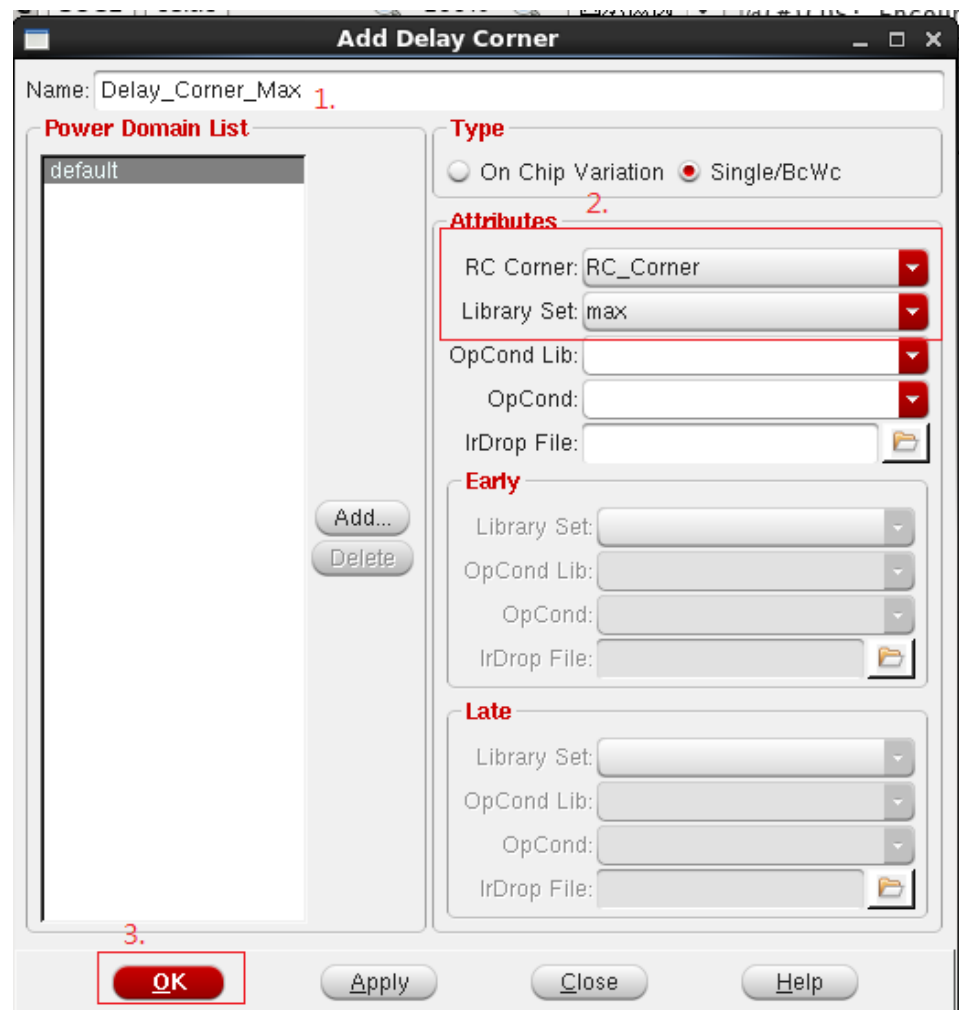 Add Delay Corner
Name: Delay_Corner_Max 1.
Power Domain List
default
Add...
Delete
Type
On Chip Variation Single/BcWc
2.
Attributes
RC Corner: RC_Corner
Library Set: max
OpCond Lib:
OpCond:
IrDrop File:
Early
Library Set:
OpCond Lib:
OpCond:
IrDrop File:
Late
Library Set:
OpCond Lib:
OpCond:
IrDrop File:
3.
OK Apply Close Help